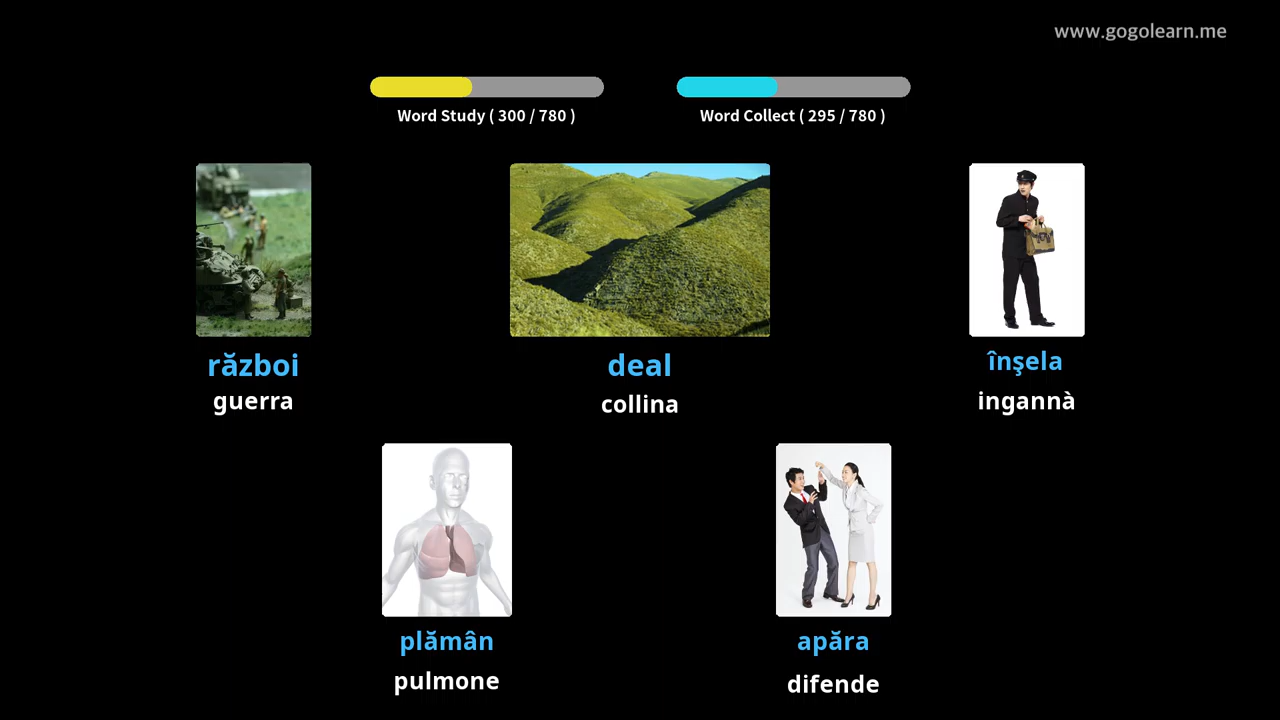 www.gogolearn.me
Word Study ( 300 / 780 )
Word Collect ( 295 / 780 )
război
guerra
deal
collina
înşela
ingannà
plămân
pulmone
apăra
difende